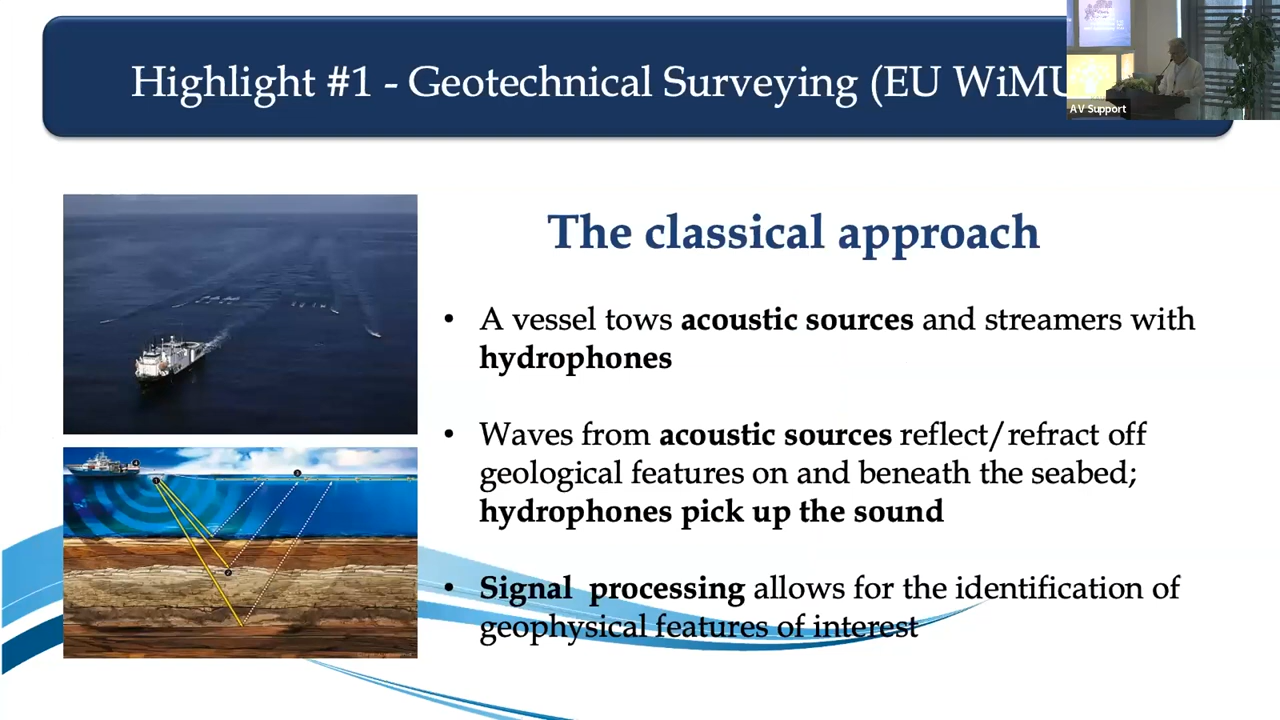 Highlight #1 - Geotechnical Surveying (EU WiMU
AV Support
The classical approach
• A vessel tows acoustic sources and streamers with
hydrophones
• Waves from acoustic sources reflect/refract off
geological features on and beneath the seabed;
hydrophones pick up the sound
• Signal processing allows for the identification of
geophysical features of interest